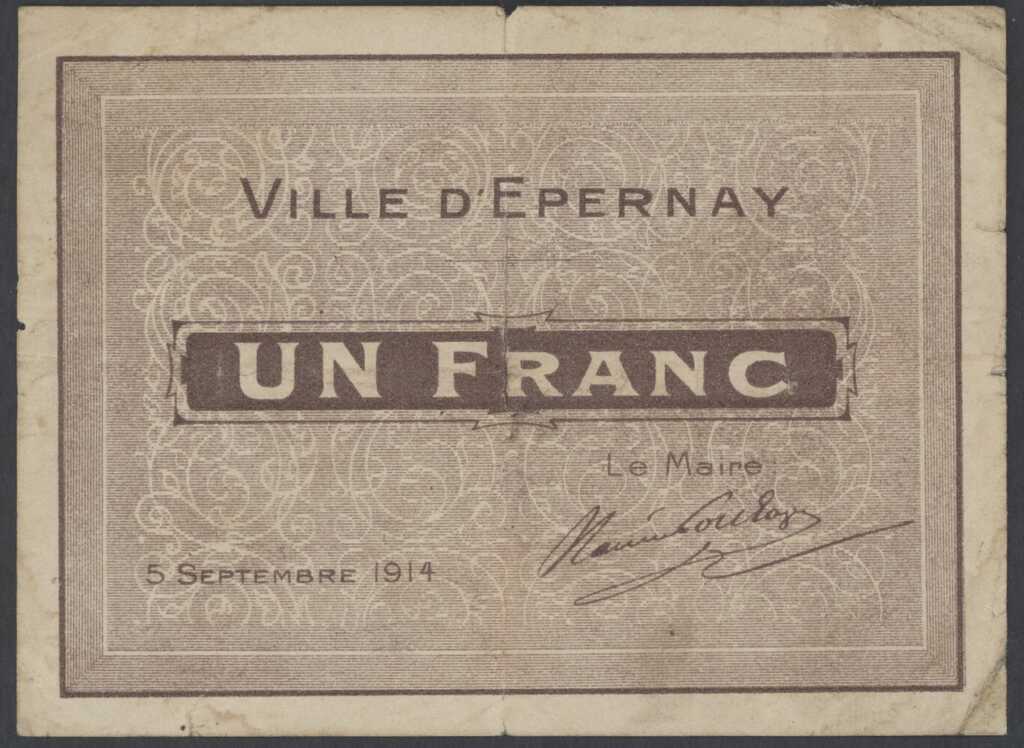 VILLE D'EPERNAY
UN FRANC
Le Maire
5 SEPTEMBRE 1914